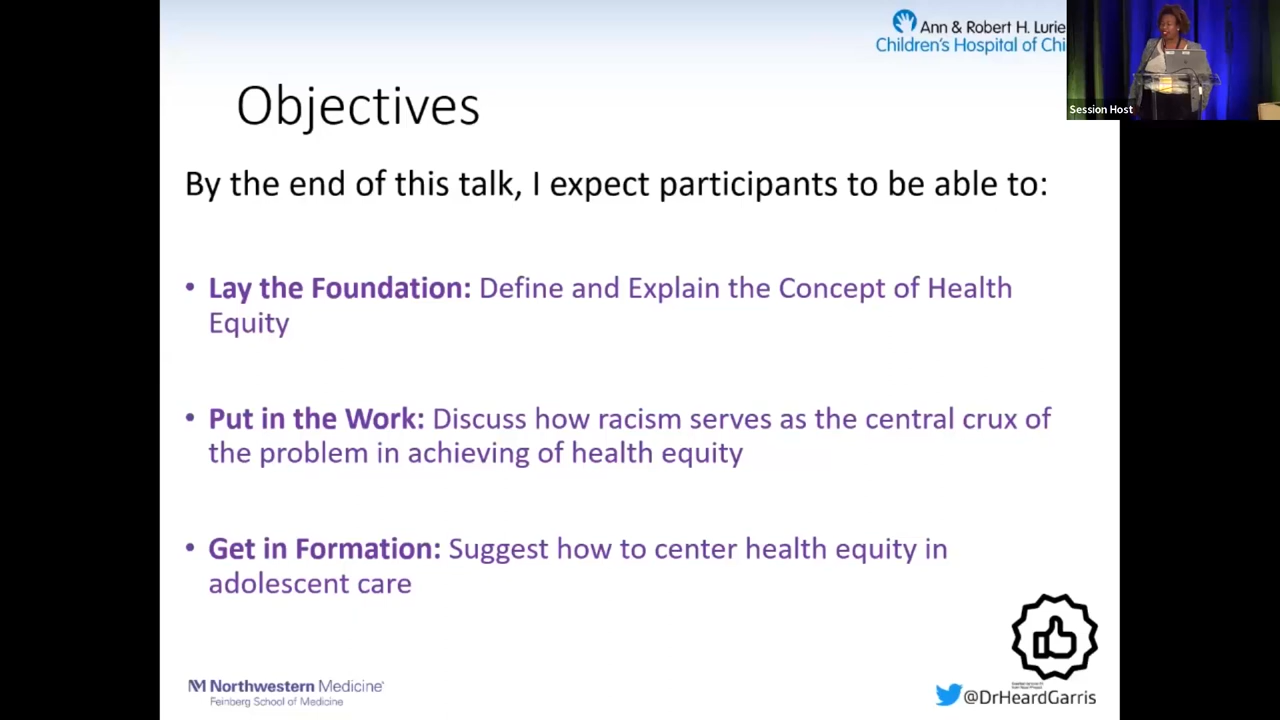 Ann & Robert H. Lurie
Children's Hospital of Chi
Session Host
Objectives
By the end of this talk, I expect participants to be able to:
• Lay the Foundation: Define and Explain the Concept of Health
Equity
• Put in the Work: Discuss how racism serves as the central crux of
the problem in achieving of health equity
• Get in Formation: Suggest how to center health equity in
adolescent care
Northwestern Medicine
Feinberg School of Medicine
@DrHeardGarris